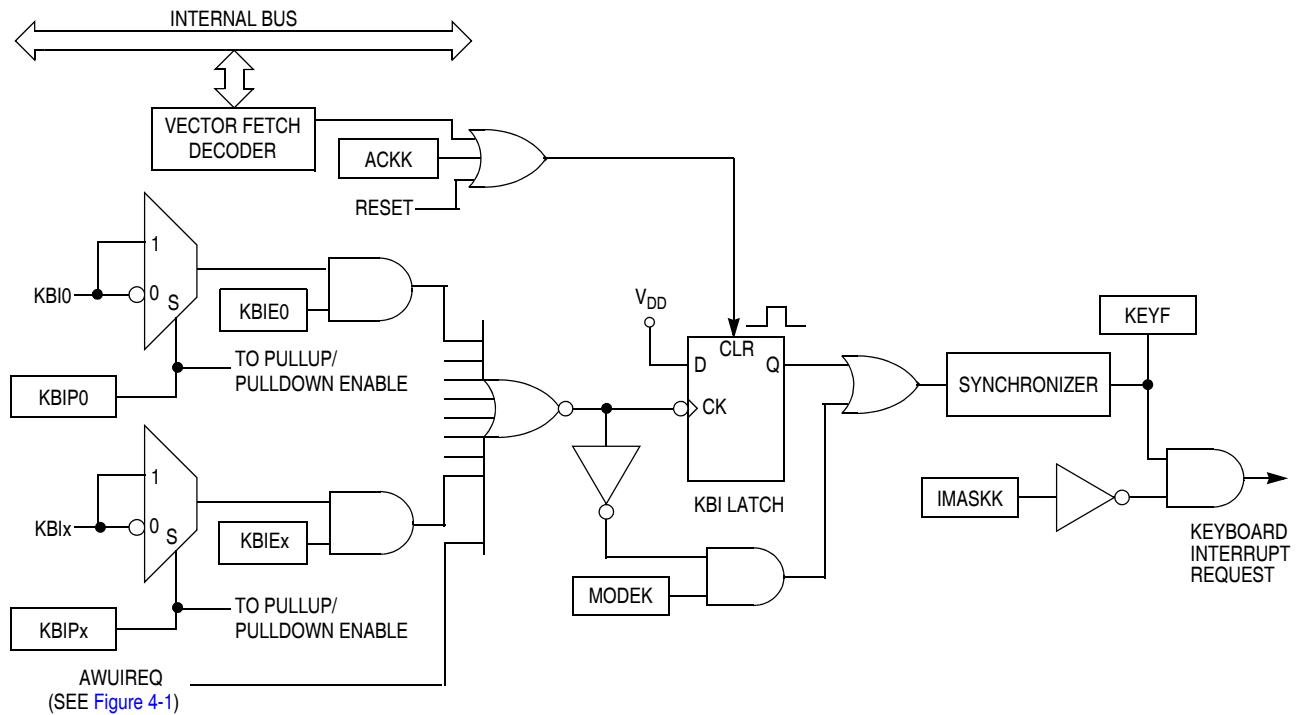 INTERNAL BUS
VECTOR FETCH
DECODER
ACKK
RESET
1
KBI0
0
S
KBIE0
TO PULLUP/
PULLDOWN ENABLE
KBIP0
VDD
CLR
D
Q
CK
KBI LATCH
SYNCHRONIZER
KEYF
IMASKK
KEYBOARD
INTERRUPT
REQUEST
1
KBIx
0
S
KBIEx
MODEK
TO PULLUP/
PULLDOWN ENABLE
KBIPx
AWUIREQ
(SEE Figure 4-1)